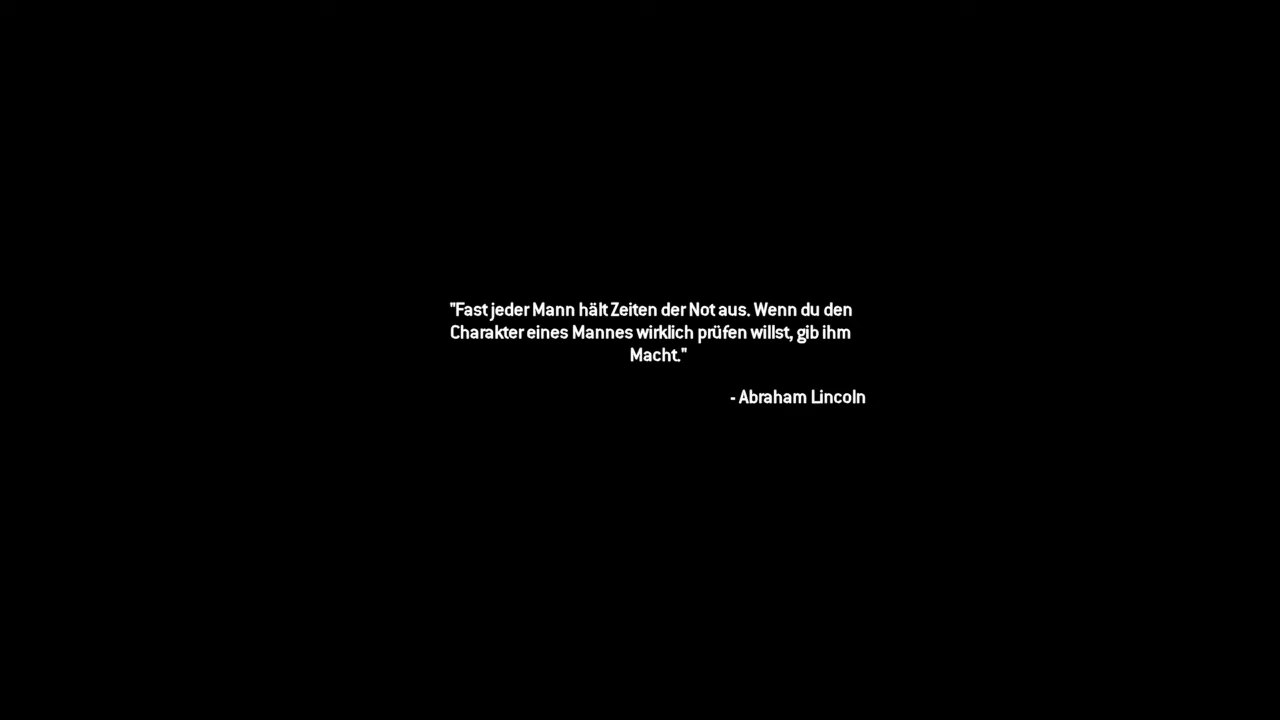 "Fast jeder Mann hält Zeiten der Not aus. Wenn du den
Charakter eines Mannes wirklich prüfen willst, gib ihm
Macht."
- Abraham Lincoln